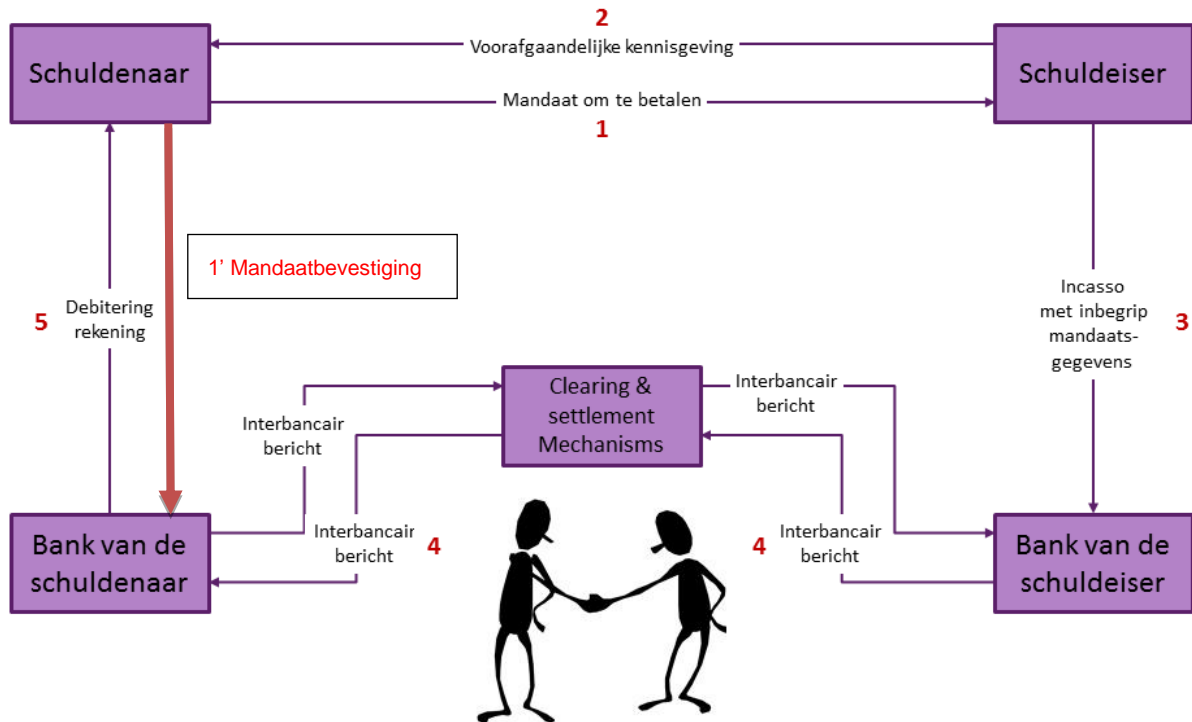 2
Voorafgaandelijke kennisgeving
Schuldenaar
Schuldeiser
Mandaat om te betalen
1
1’ Mandaatbevestiging
5
Debitering
rekening
Incasso
met inbegrip
mandaats-
gegevens
3
Clearing &
settlement
Mechanisms
Interbancair
bericht
Interbancair
bericht
Interbancair
bericht
4
4
Interbancair
bericht
Bank van de
schuldenaar
Bank van de
schuldeiser